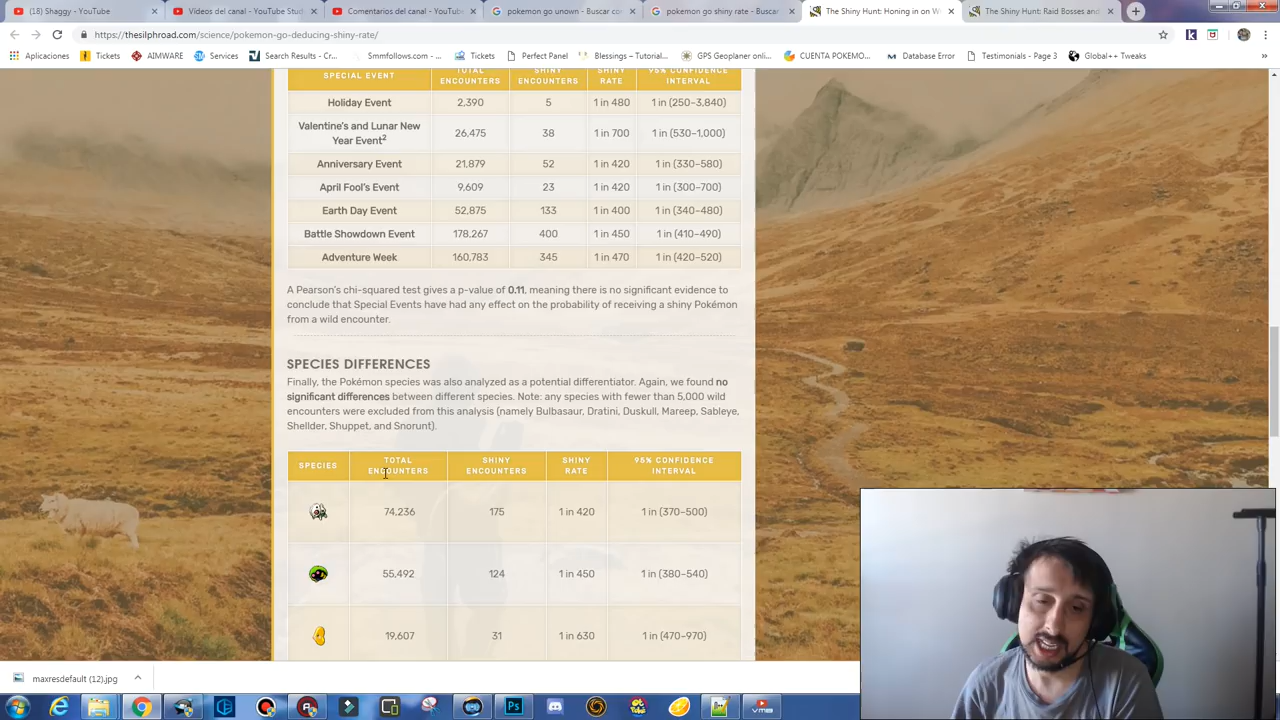 (18) Shaggy - YouTube
Vídeos del canal - YouTube Stud
Comentarios del canal - YouTub
pokemon go unown - Buscar co
pokemon go shiny rate - Buscar
The Shiny Hunt: Honing in on W
The Shiny Hunt: Raid Bosses and
https://thesilphroad.com/science/pokemon-go-deducing-shiny-rate/
Aplicaciones Tickets AIMWARE Services Search Results - Cr... Smmfollows.com - ... Tickets Perfect Panel Blessings – Tutorial... GPS Geoplaner onli... CUENTA POKEMO... Database Error Testimonials - Page 3 Global++ Tweaks
SPECIAL EVENT TOTAL ENCOUNTERS SHINY ENCOUNTERS SHINY RATE 95% CONFIDENCE INTERVAL
Holiday Event 2,390 5 1 in 480 1 in (250–3,840)
Valentine's and Lunar New Year Event² 26,475 38 1 in 700 1 in (530–1,000)
Anniversary Event 21,879 52 1 in 420 1 in (330–580)
April Fool's Event 9,609 23 1 in 420 1 in (300–700)
Earth Day Event 52,875 133 1 in 400 1 in (340–480)
Battle Showdown Event 178,267 400 1 in 450 1 in (410–490)
Adventure Week 160,783 345 1 in 470 1 in (420–520)
A Pearson's chi-squared test gives a p-value of 0.11, meaning there is no significant evidence to
conclude that Special Events have had any effect on the probability of receiving a shiny Pokémon
from a wild encounter.
SPECIES DIFFERENCES
Finally, the Pokémon species was also analyzed as a potential differentiator. Again, we found no
significant differences between different species. Note: any species with fewer than 5,000 wild
encounters were excluded from this analysis (namely Bulbasaur, Dratini, Duskull, Mareep, Sableye,
Shellder, Shuppet, and Snorunt).
SPECIES TOTAL ENCOUNTERS SHINY ENCOUNTERS SHINY RATE 95% CONFIDENCE INTERVAL
74,236 175 1 in 420 1 in (370–500)
55,492 124 1 in 450 1 in (380–540)
19,607 31 1 in 630 1 in (470–970)
maxresdefault (12).jpg